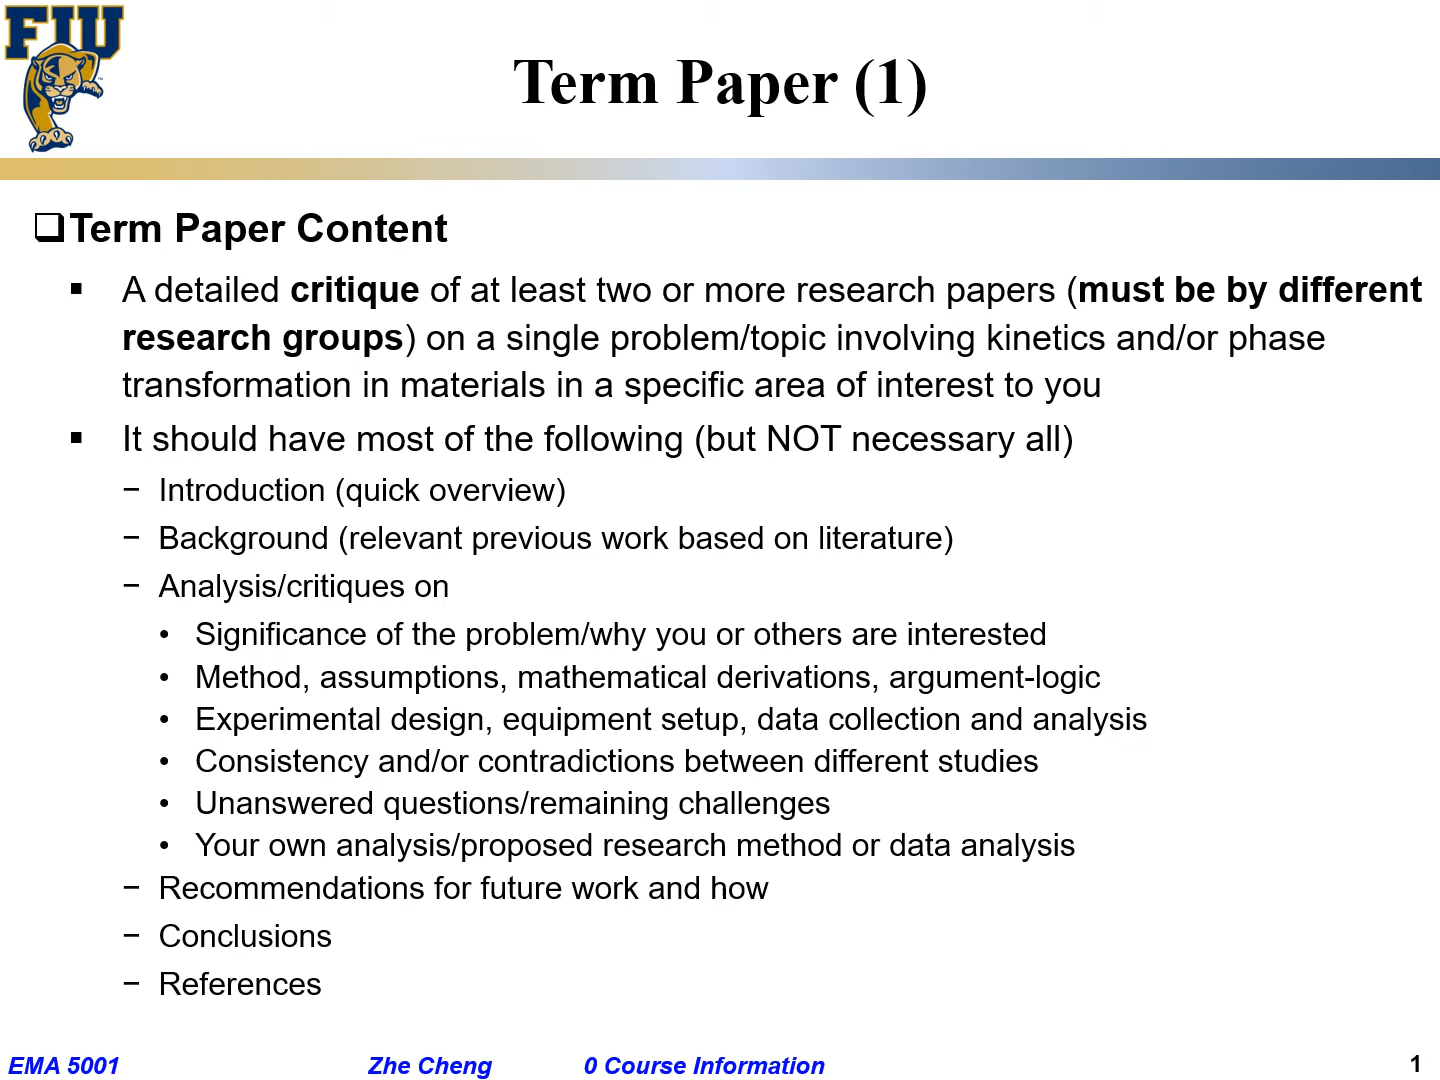 FIU
Term Paper (1)
❑Term Paper Content
▪ A detailed critique of at least two or more research papers (must be by different
research groups) on a single problem/topic involving kinetics and/or phase
transformation in materials in a specific area of interest to you
▪ It should have most of the following (but NOT necessary all)
− Introduction (quick overview)
− Background (relevant previous work based on literature)
− Analysis/critiques on
• Significance of the problem/why you or others are interested
• Method, assumptions, mathematical derivations, argument-logic
• Experimental design, equipment setup, data collection and analysis
• Consistency and/or contradictions between different studies
• Unanswered questions/remaining challenges
• Your own analysis/proposed research method or data analysis
− Recommendations for future work and how
− Conclusions
− References
EMA 5001 Zhe Cheng 0 Course Information 1